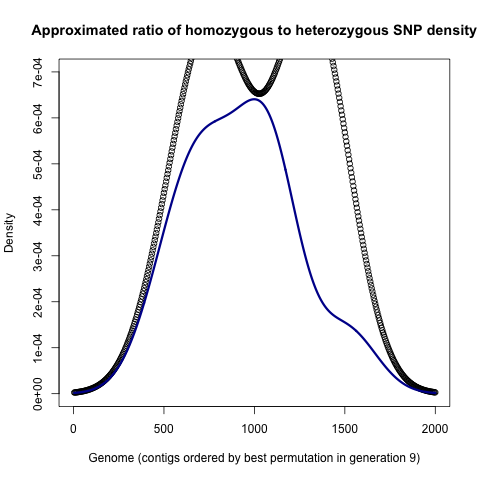 Approximated ratio of homozygous to heterozygous SNP density
7e-04
6e-04
5e-04
4e-04
3e-04
2e-04
1e-04
0e+00
Density
0 500 1000 1500 2000
Genome (contigs ordered by best permutation in generation 9)